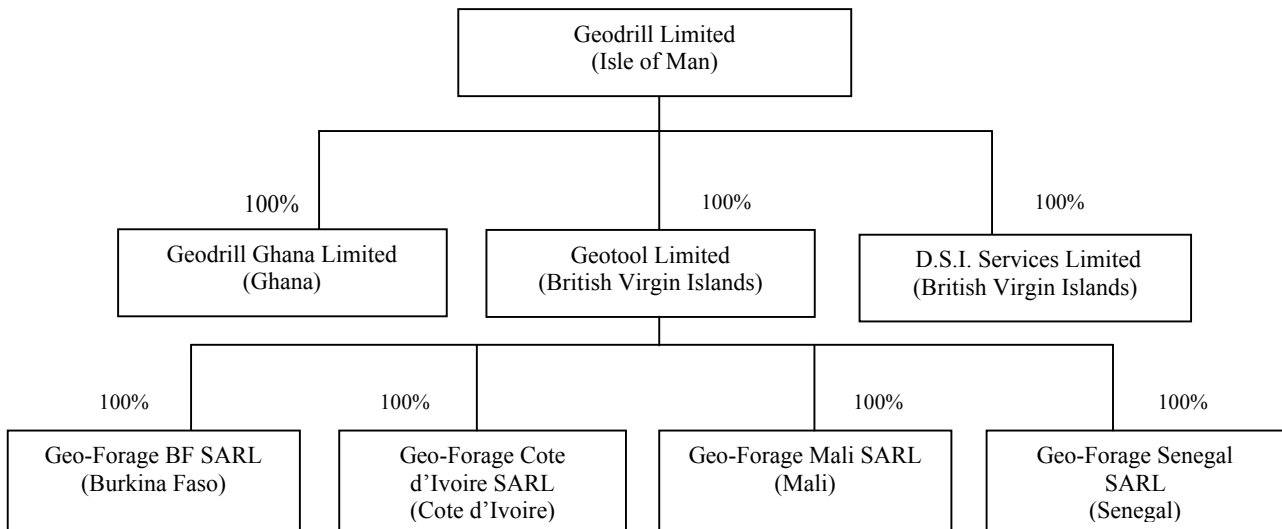 Geodrill Limited
(Isle of Man)
100%
100%
100%
Geodrill Ghana Limited
(Ghana)
Geotool Limited
(British Virgin Islands)
D.S.I. Services Limited
(British Virgin Islands)
100%
100%
100%
100%
Geo-Forage BF SARL
(Burkina Faso)
Geo-Forage Cote
d’Ivoire SARL
(Cote d’Ivoire)
Geo-Forage Mali SARL
(Mali)
Geo-Forage Senegal
SARL
(Senegal)